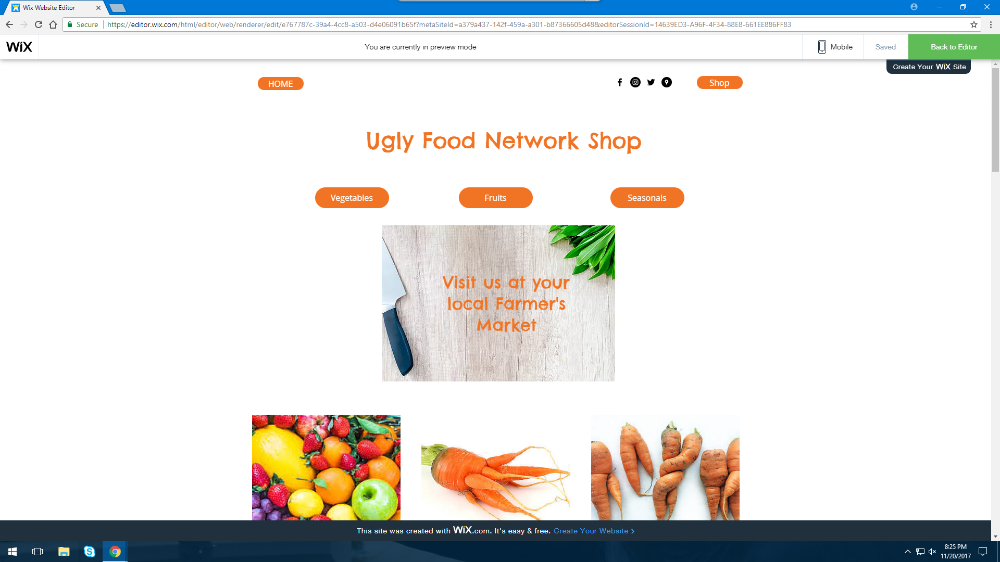 Wix Website Editor
Secure
https://editor.wix.com/html/editor/web/renderer/edit/e767787c-39a4-4cc8-a503-d4e06091b65f?metaSiteId=a379a437-142f-459a-a301-b87366605d48&editorSessionId=14639ED3-A96F-4F34-88E8-661EE886FF83
WiX
You are currently in preview mode
Mobile
Saved
Back to Editor
Create Your WiX Site
HOME
Shop
Ugly Food Network Shop
Vegetables
Fruits
Seasonals
Visit us at your
local Farmer's
Market
This site was created with WiX.com. It's easy & free. Create Your Website >
8:25 PM
11/20/2017